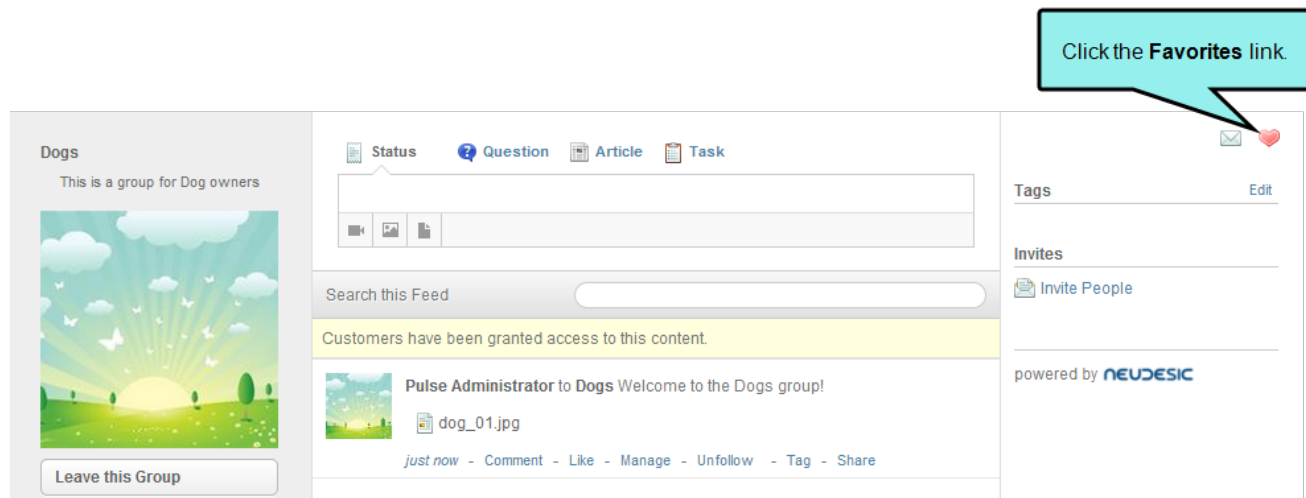 Click the Favorites link.
Dogs
This is a group for Dog owners
Leave this Group
Status Question Article Task
Search this Feed
Customers have been granted access to this content.
Pulse Administrator to Dogs Welcome to the Dogs group!
dog_01.jpg
just now - Comment - Like - Manage - Unfollow - Tag - Share
Tags Edit
Invites
Invite People
powered by NEUDESIC